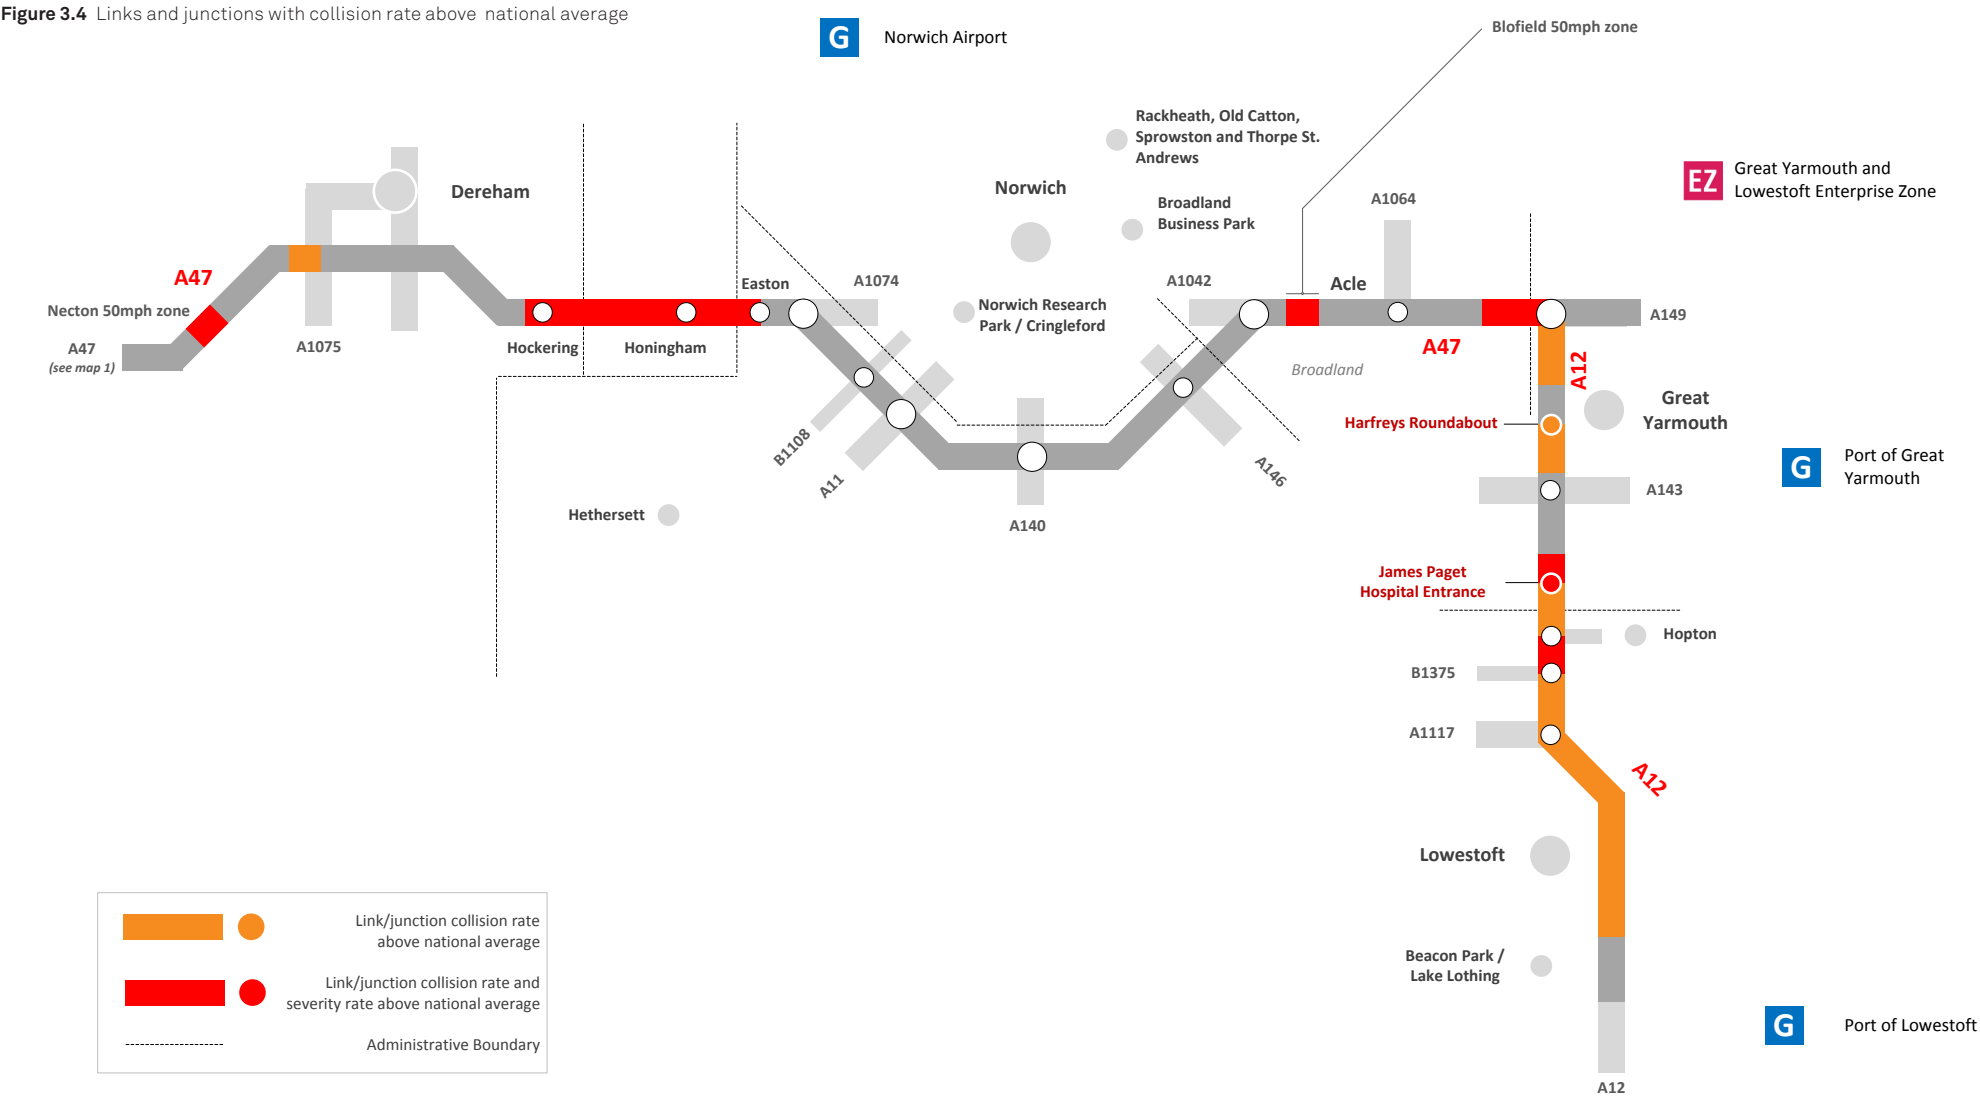 Figure 3.4 Links and junctions with collision rate above national average
G
Norwich Airport
Blofield 50mph zone
Rackheath, Old Catton,
Sprowston and Thorpe St.
Andrews
EZ
Great Yarmouth and
Lowestoft Enterprise Zone
Dereham
Norwich
Broadland
Business Park
A1064
A47
Necton 50mph zone
Easton
A1074
A1042
Acle
Norwich Research
Park / Cringleford
A149
A47
(see map 1)
A1075
Hockering
Honingham
A47
A12
Broadland
Great
Yarmouth
Harfreys Roundabout
B1108
A11
A146
G
Port of Great
Yarmouth
A143
Hethersett
A140
James Paget
Hospital Entrance
Hopton
B1375
A1117
A12
Lowestoft
Beacon Park /
Lake Lothing
G
Port of Lowestoft
A12
Link/junction collision rate
above national average
Link/junction collision rate and
severity rate above national average
Administrative Boundary